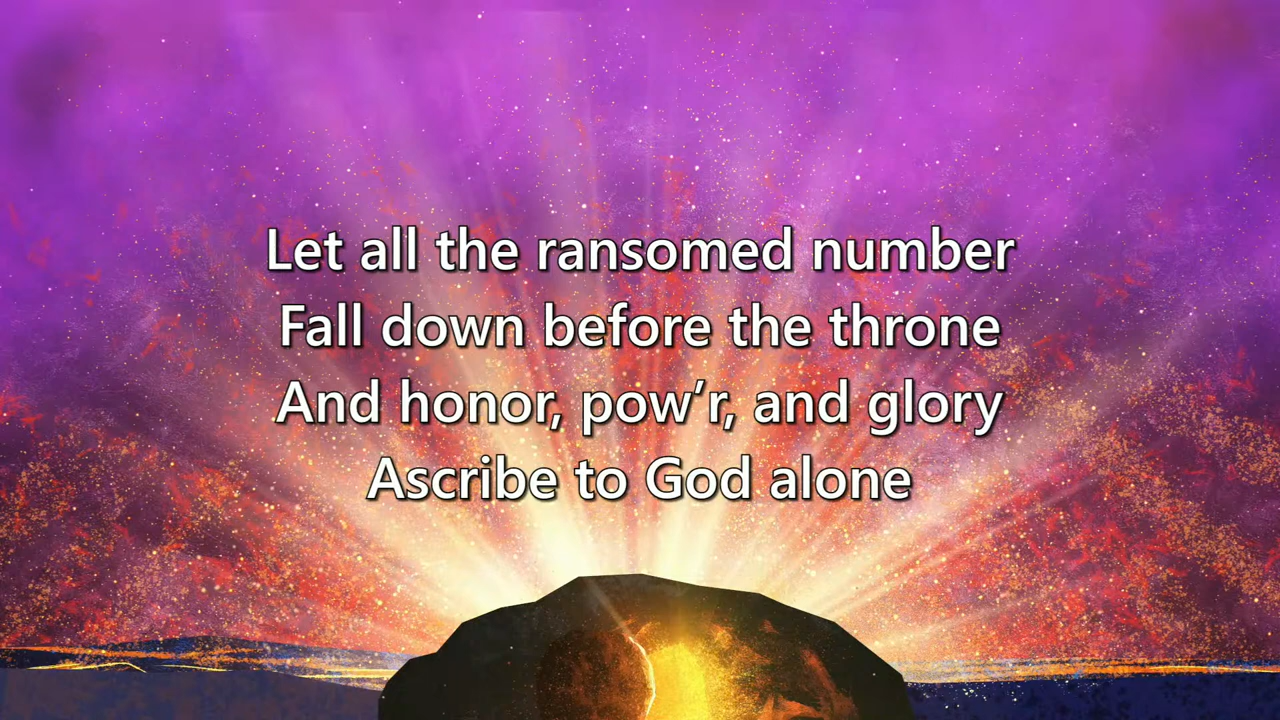 Let all the ransomed number
Fall down before the throne
And honor, pow’r, and glory
Ascribe to God alone